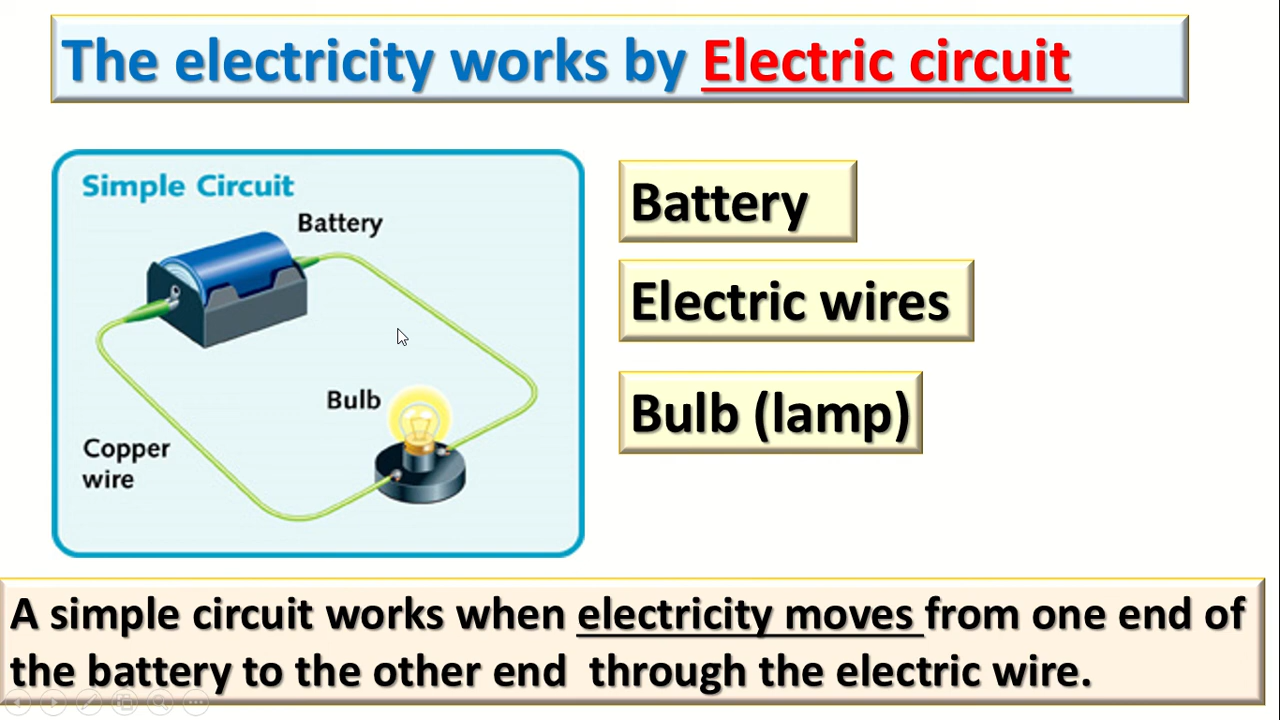 The electricity works by Electric circuit
Simple Circuit
Battery
Bulb
Copper
wire
Battery
Electric wires
Bulb (lamp)
A simple circuit works when electricity moves from one end of
the battery to the other end through the electric wire.